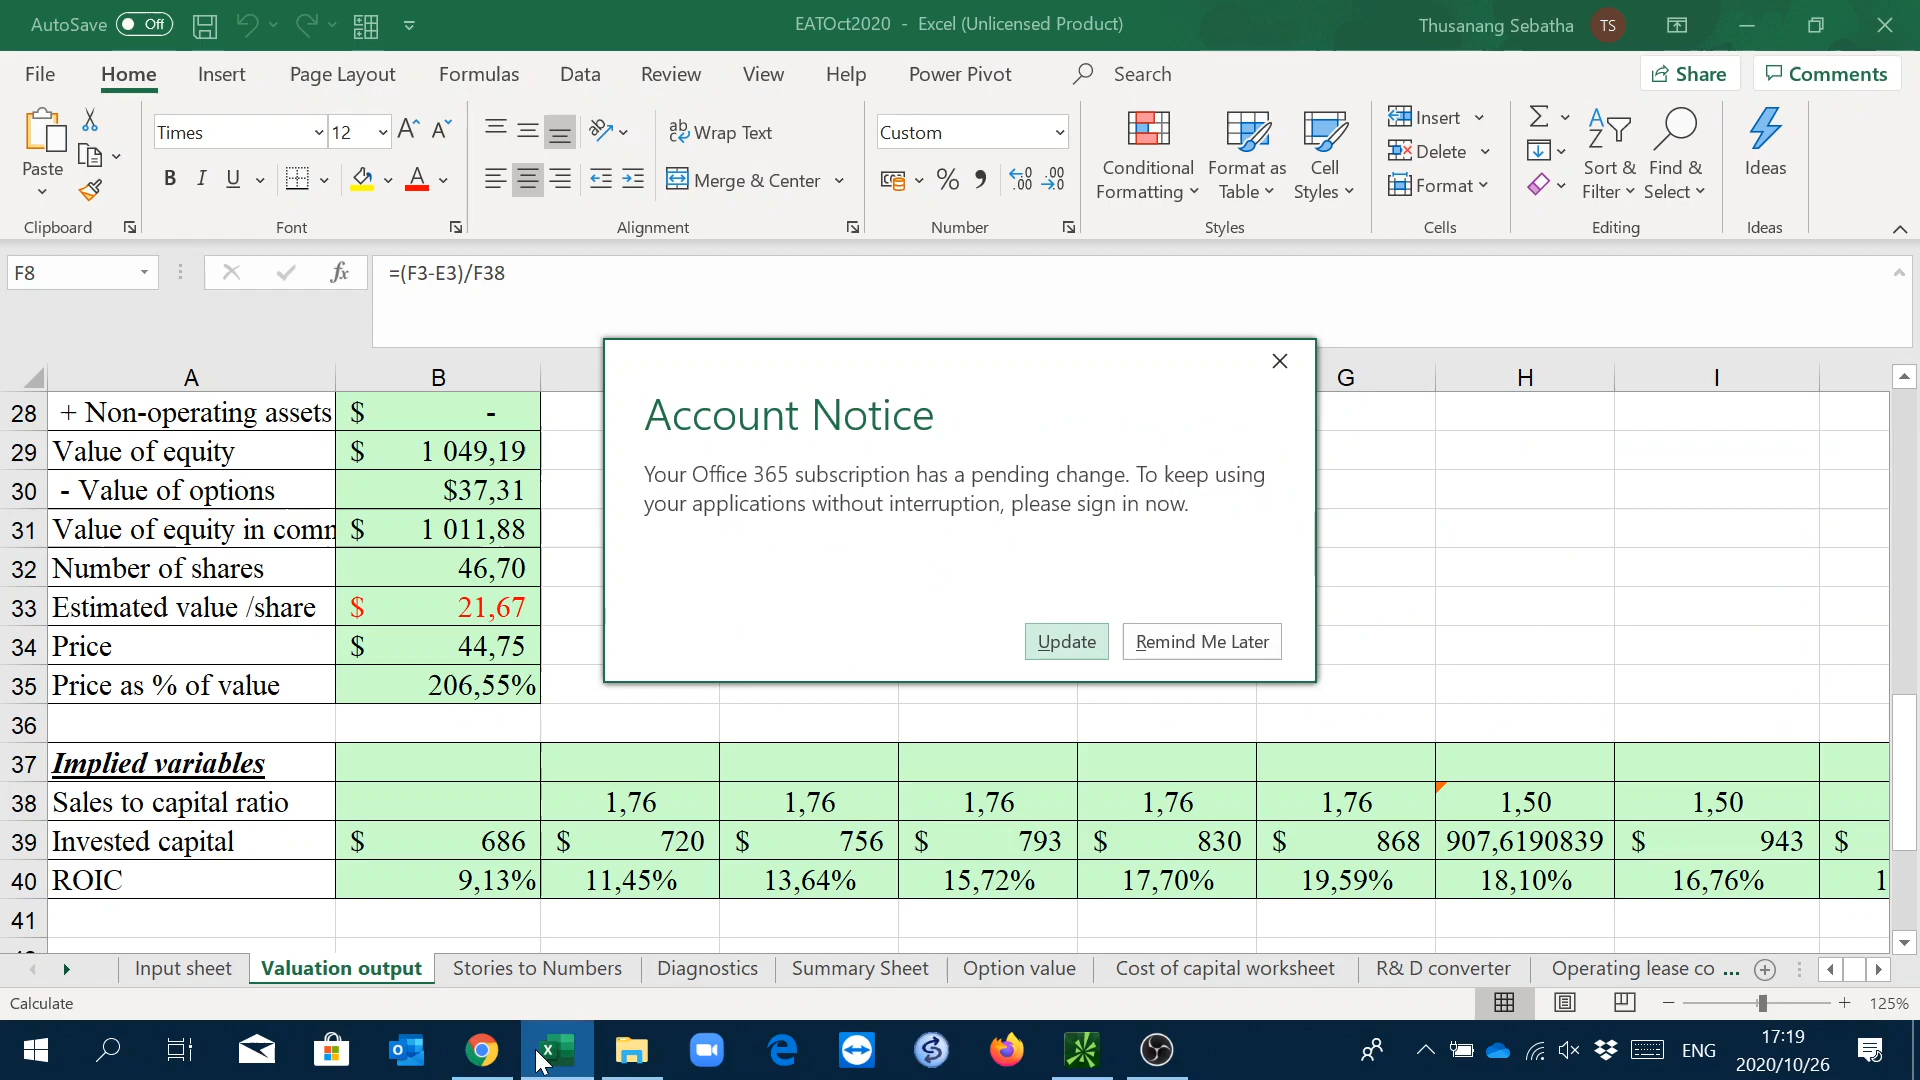 AutoSave Off EATOct2020 - Excel (Unlicensed Product) Thusanang Sebatha TS
File Home Insert Page Layout Formulas Data Review View Help Power Pivot Search Share Comments
Paste Times 12 Wrap Text Custom Insert
B I U Merge & Center Conditional Formatting Format as Table Cell Styles Delete Format Sort & Filter Find & Select Ideas
Clipboard Font Alignment Number Styles Cells Editing Ideas
F8 fx =(F3-E3)/F38
A B G H I
28 + Non-operating assets $ -
29 Value of equity $ 1 049,19
30 - Value of options $37,31
31 Value of equity in comm $ 1 011,88
32 Number of shares 46,70
33 Estimated value /share $ 21,67
34 Price $ 44,75
35 Price as % of value 206,55%
36
Account Notice
Your Office 365 subscription has a pending change. To keep using
your applications without interruption, please sign in now.
Update Remind Me Later
37 Implied variables
38 Sales to capital ratio 1,76 1,76 1,76 1,76 1,76 1,50 1,50
39 Invested capital $ 686 $ 720 $ 756 $ 793 $ 830 $ 868 907,6190839 $ 943 $
40 ROIC 9,13% 11,45% 13,64% 15,72% 17,70% 19,59% 18,10% 16,76% 1
41
Input sheet Valuation output Stories to Numbers Diagnostics Summary Sheet Option value Cost of capital worksheet R& D converter Operating lease co ...
Calculate 125%
ENG 17:19
2020/10/26